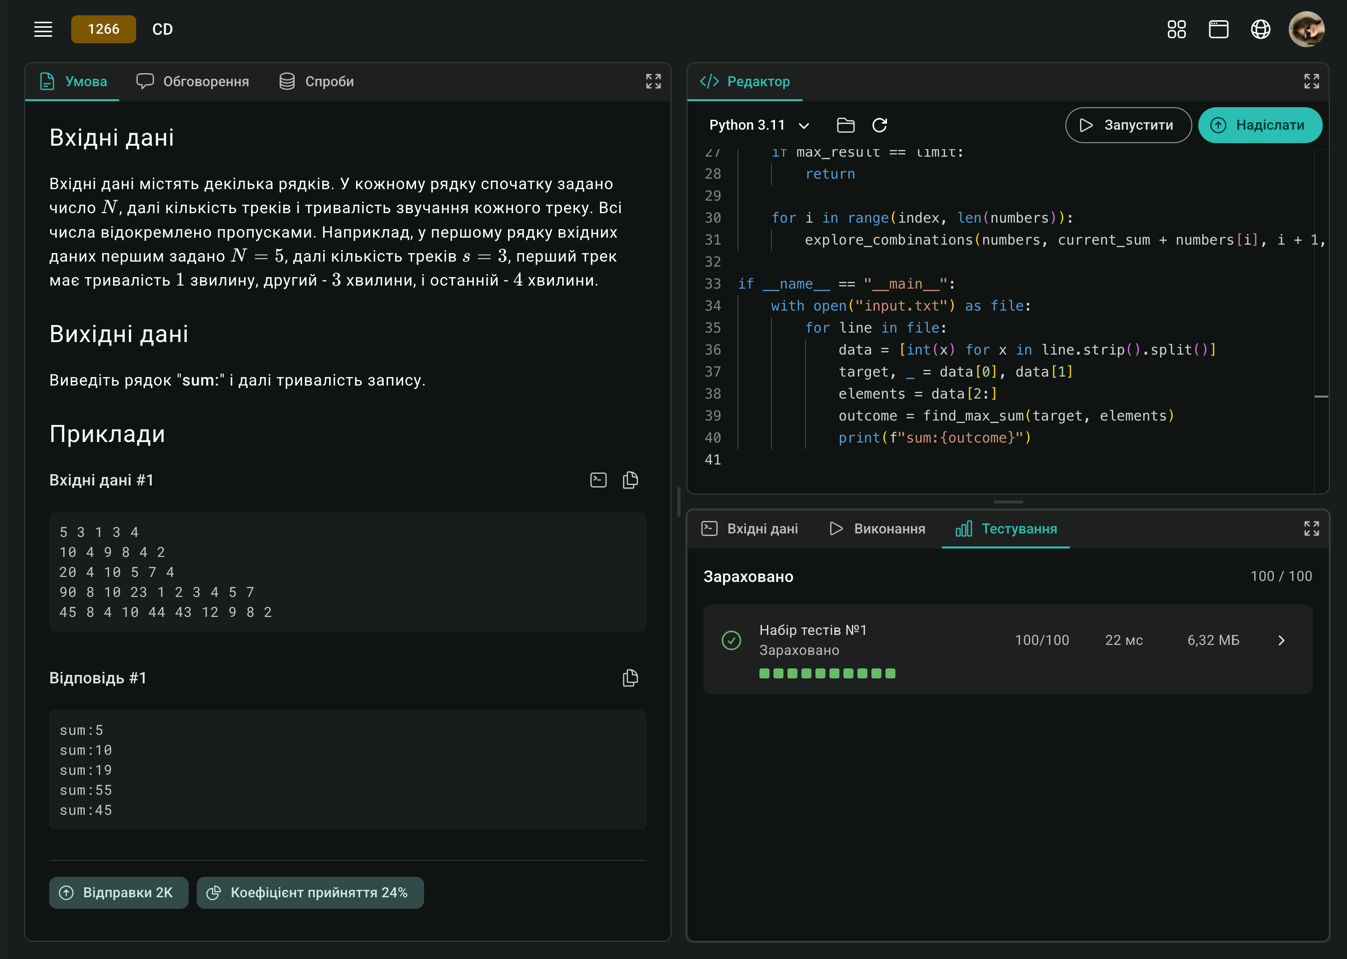 1266 CD
Умова Обговорення Спроби
Вхідні дані
Вхідні дані містять декілька рядків. У кожному рядку спочатку задано
число N, далі кількість треків і тривалість звучання кожного треку. Всі
числа відокремлено пропусками. Наприклад, у першому рядку вхідних
даних першим задано N = 5, далі кількість треків s = 3, перший трек
має тривалість 1 звилину, другий - 3 хвилини, і останній - 4 хвилини.
Вихідні дані
Виведіть рядок "sum:" і далі тривалість запису.
Приклади
Вхідні дані #1
5 3 1 3 4
10 4 9 8 4 2
20 4 10 5 7 4
90 8 10 23 1 2 3 4 5 7
45 8 4 10 44 43 12 9 8 2
Відповідь #1
sum:5
sum:10
sum:19
sum:55
sum:45
Відправки 2K Коефіцієнт прийняття 24%
</> Редактор
Python 3.11 Запустити Надіслати
27 if max_result == limit:
28 return
29
30 for i in range(index, len(numbers)):
31 explore_combinations(numbers, current_sum + numbers[i], i + 1,
32
33 if __name__ == "__main__":
34 with open("input.txt") as file:
35 for line in file:
36 data = [int(x) for x in line.strip().split()]
37 target, _ = data[0], data[1]
38 elements = data[2:]
39 outcome = find_max_sum(target, elements)
40 print(f"sum:{outcome}")
41
Вхідні дані Виконання Тестування
Зараховано 100 / 100
Набір тестів №1 100/100 22 мс 6,32 МБ
Зараховано